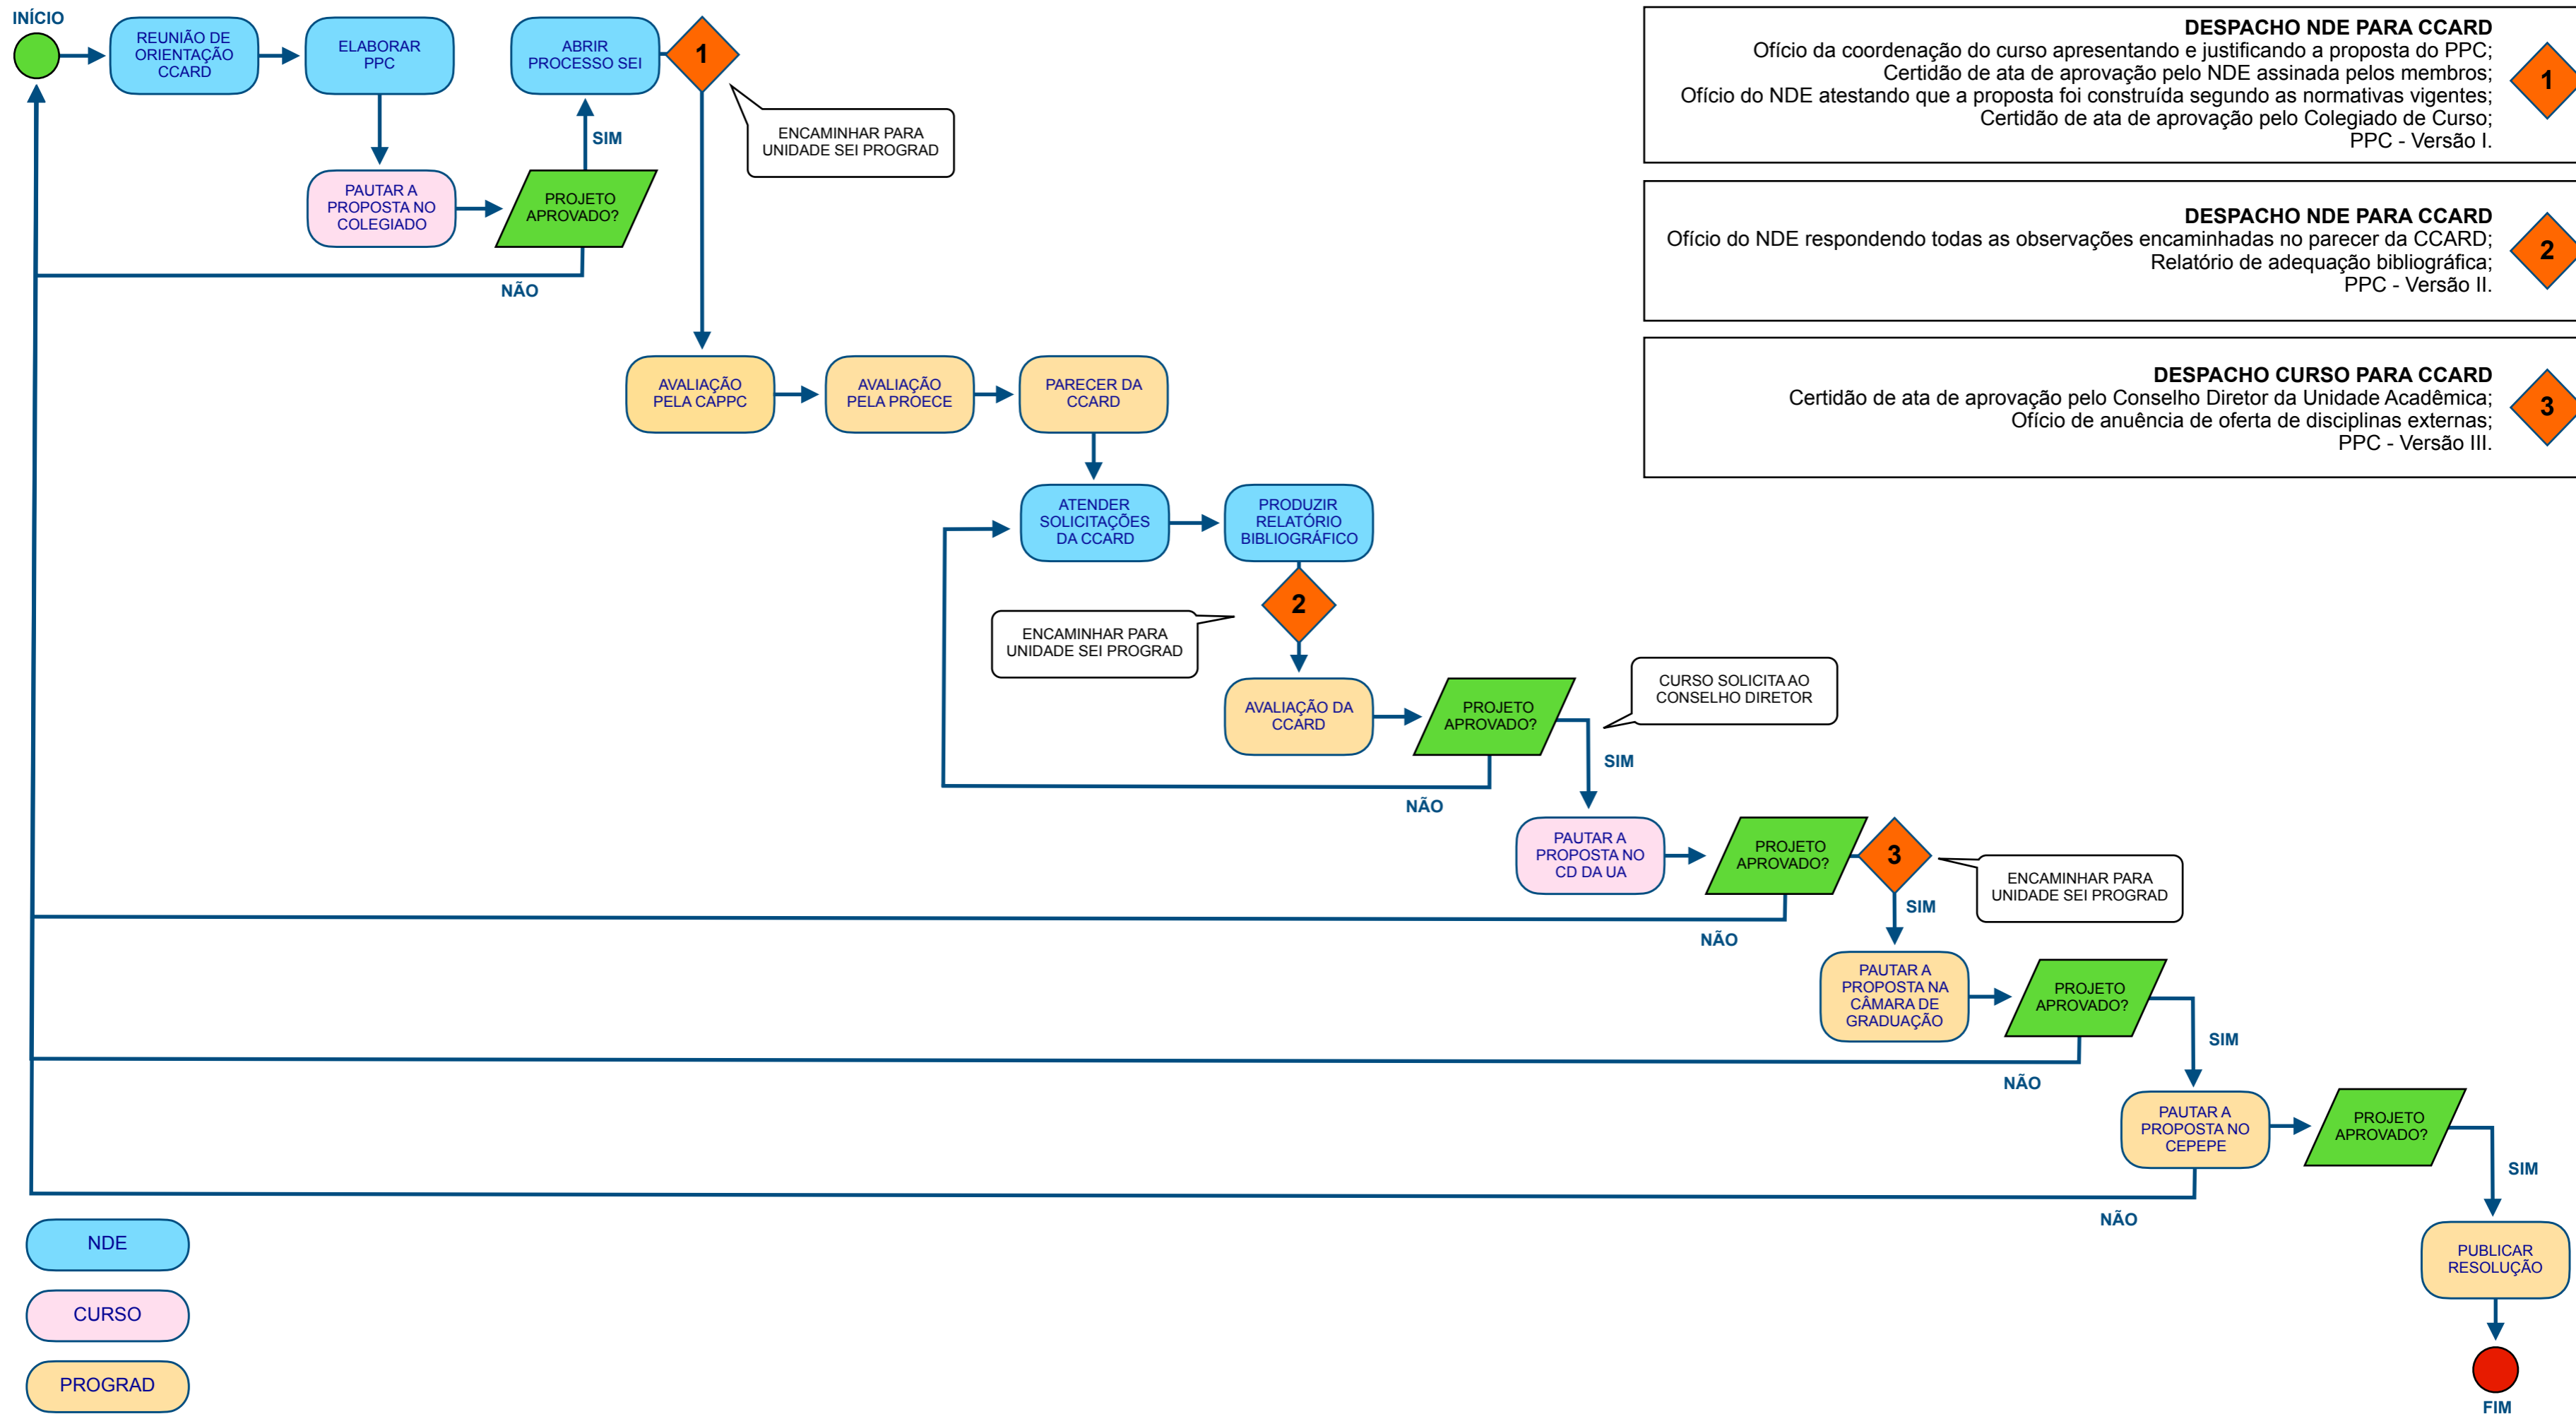 INÍCIO
REUNIÃO DE
ORIENTAÇÃO
CCARD
ELABORAR
PPC
ABRIR
PROCESSO SEI
1
ENCAMINHAR PARA
UNIDADE SEI PROGRAD
SIM
PAUTAR A
PROPOSTA NO
COLEGIADO
PROJETO
APROVADO?
NÃO
DESPACHO NDE PARA CCARD
Ofício da coordenação do curso apresentando e justificando a proposta do PPC;
Certidão de ata de aprovação pelo NDE assinada pelos membros;
Ofício do NDE atestando que a proposta foi construída segundo as normativas vigentes;
Certidão de ata de aprovação pelo Colegiado de Curso;
PPC - Versão I.
1
DESPACHO NDE PARA CCARD
Ofício do NDE respondendo todas as observações encaminhadas no parecer da CCARD;
Relatório de adequação bibliográfica;
PPC - Versão II.
2
DESPACHO CURSO PARA CCARD
Certidão de ata de aprovação pelo Conselho Diretor da Unidade Acadêmica;
Ofício de anuência de oferta de disciplinas externas;
PPC - Versão III.
3
AVALIAÇÃO
PELA CAPPC
AVALIAÇÃO
PELA PROECE
PARECER DA
CCARD
ATENDER
SOLICITAÇÕES
DA CCARD
PRODUZIR
RELATÓRIO
BIBLIOGRÁFICO
2
ENCAMINHAR PARA
UNIDADE SEI PROGRAD
AVALIAÇÃO DA
CCARD
PROJETO
APROVADO?
CURSO SOLICITA AO
CONSELHO DIRETOR
SIM
NÃO
PAUTAR A
PROPOSTA NO
CD DA UA
PROJETO
APROVADO?
3
ENCAMINHAR PARA
UNIDADE SEI PROGRAD
SIM
NÃO
PAUTAR A
PROPOSTA NA
CÂMARA DE
GRADUAÇÃO
PROJETO
APROVADO?
SIM
NÃO
PAUTAR A
PROPOSTA NO
CEPEPE
PROJETO
APROVADO?
SIM
NÃO
PUBLICAR
RESOLUÇÃO
FIM
NDE
CURSO
PROGRAD